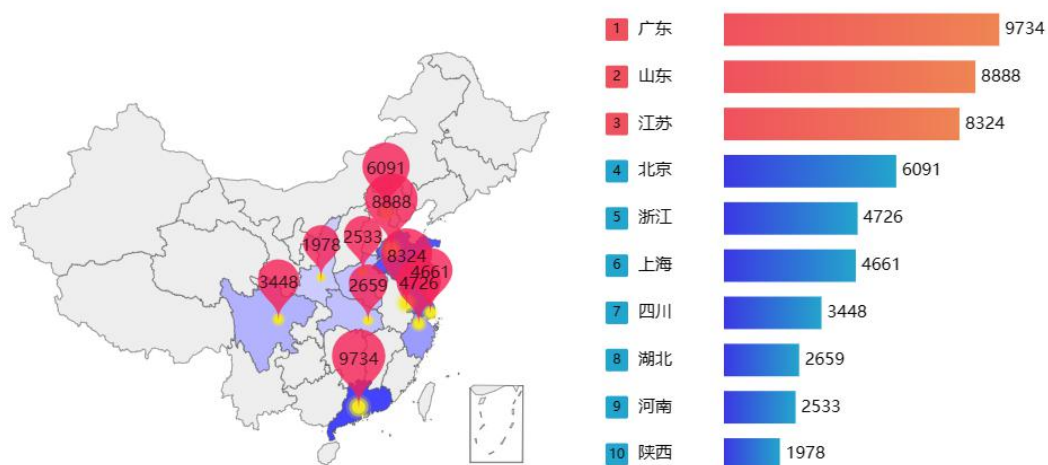 6091
8888
2533
1978
8324
4661
3448
2659
4726
9734
1 广东 9734
2 山东 8888
3 江苏 8324
4 北京 6091
5 浙江 4726
6 上海 4661
7 四川 3448
8 湖北 2659
9 河南 2533
10 陕西 1978